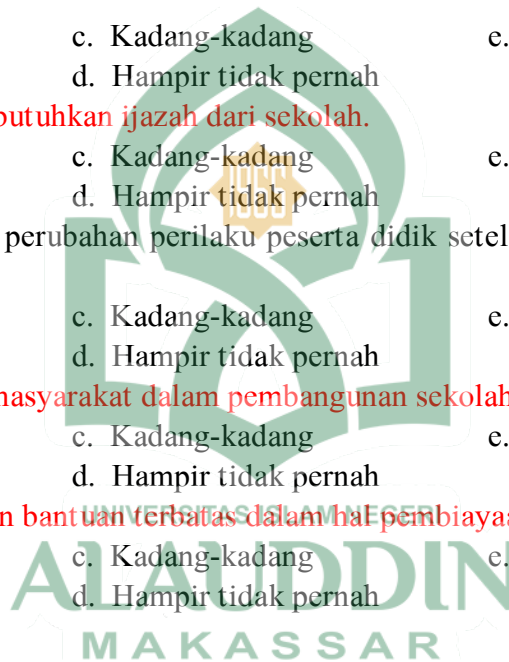 c. Kadang-kadang e.
d. Hampir tidak pernah
butuhkan ijazah dari sekolah.
c. Kadang-kadang e.
d. Hampir tidak pernah
perubahan perilaku peserta didik setel
c. Kadang-kadang e.
d. Hampir tidak pernah
masyarakat dalam pembangunan sekolah
c. Kadang-kadang e.
d. Hampir tidak pernah
n bantuan terbatas dalam hal pembiayaa
UNIVERSITAS ISLAM NEGERI
c. Kadang-kadang e.
ALAUDDIN
d. Hampir tidak pernah
MAKASSAR